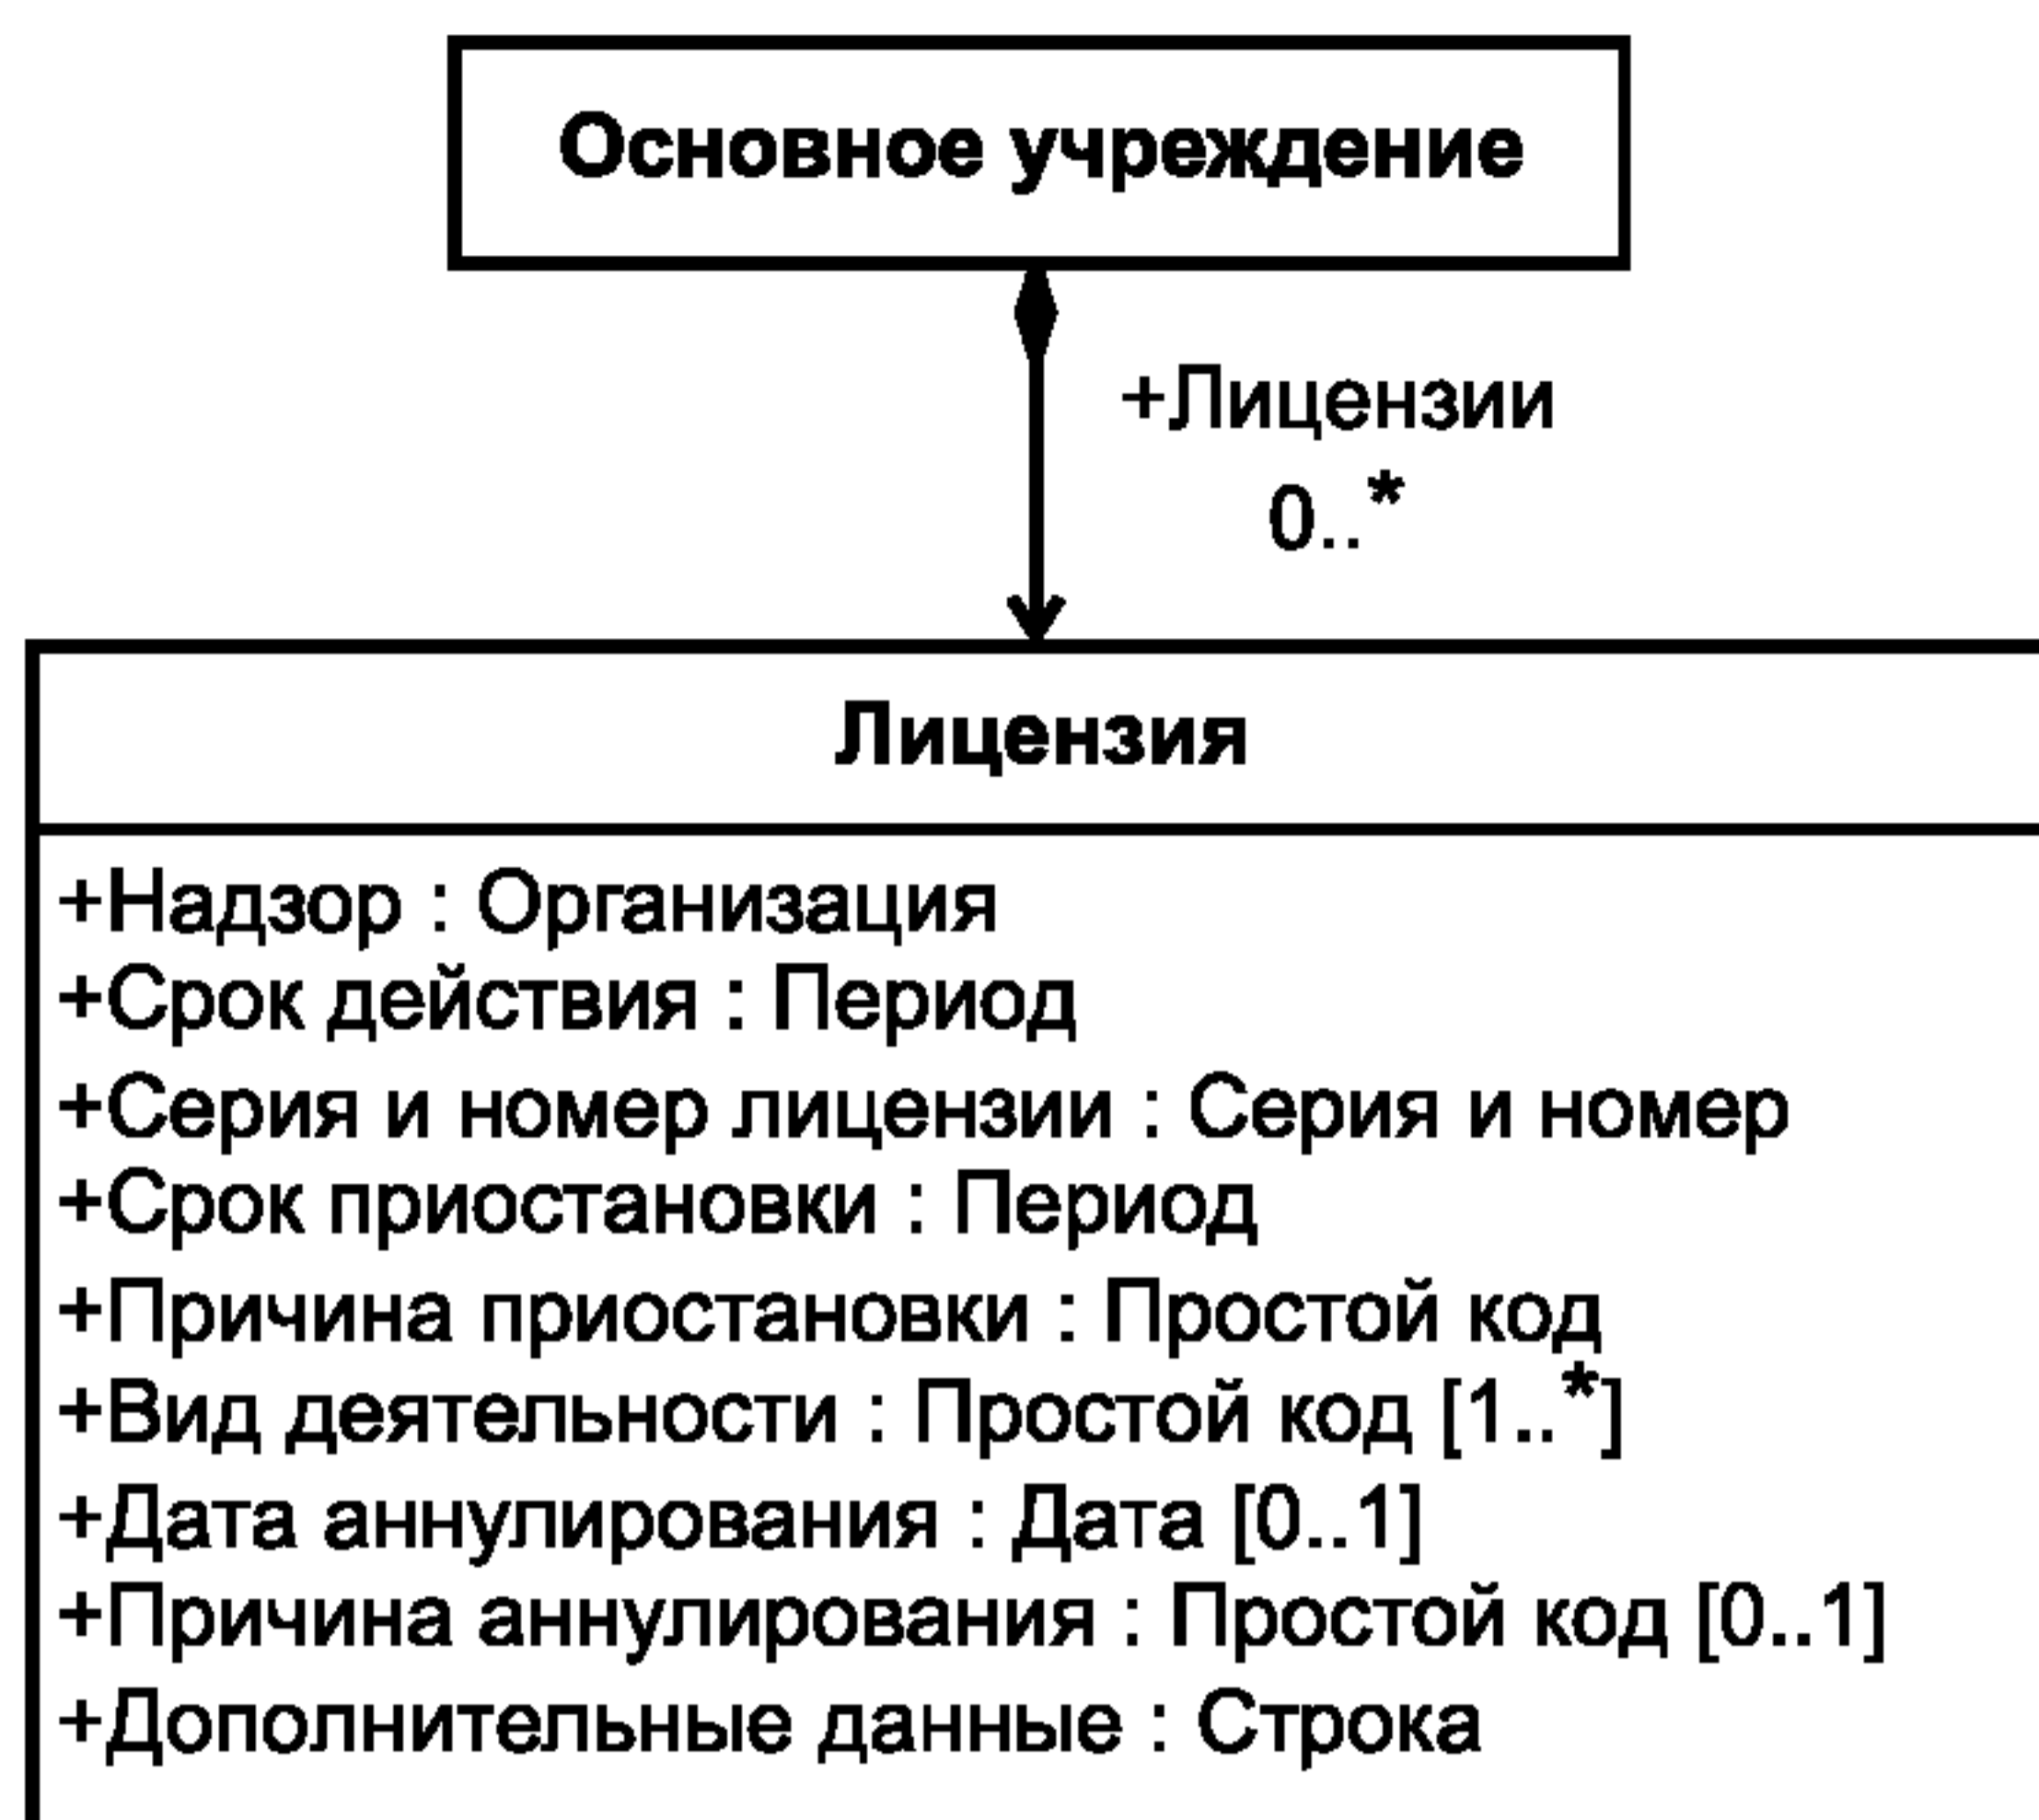 Основное учреждение
+Лицензии
0..*
Лицензия
+Надзор : Организация
+Срок действия : Период
+Серия и номер лицензии : Серия и номер
+Срок приостановки : Период
+Причина приостановки : Простой код
+Вид деятельности : Простой код [1..*]
+Дата аннулирования : Дата [0..1]
+Причина аннулирования : Простой код [0..1]
+Дополнительные данные : Строка